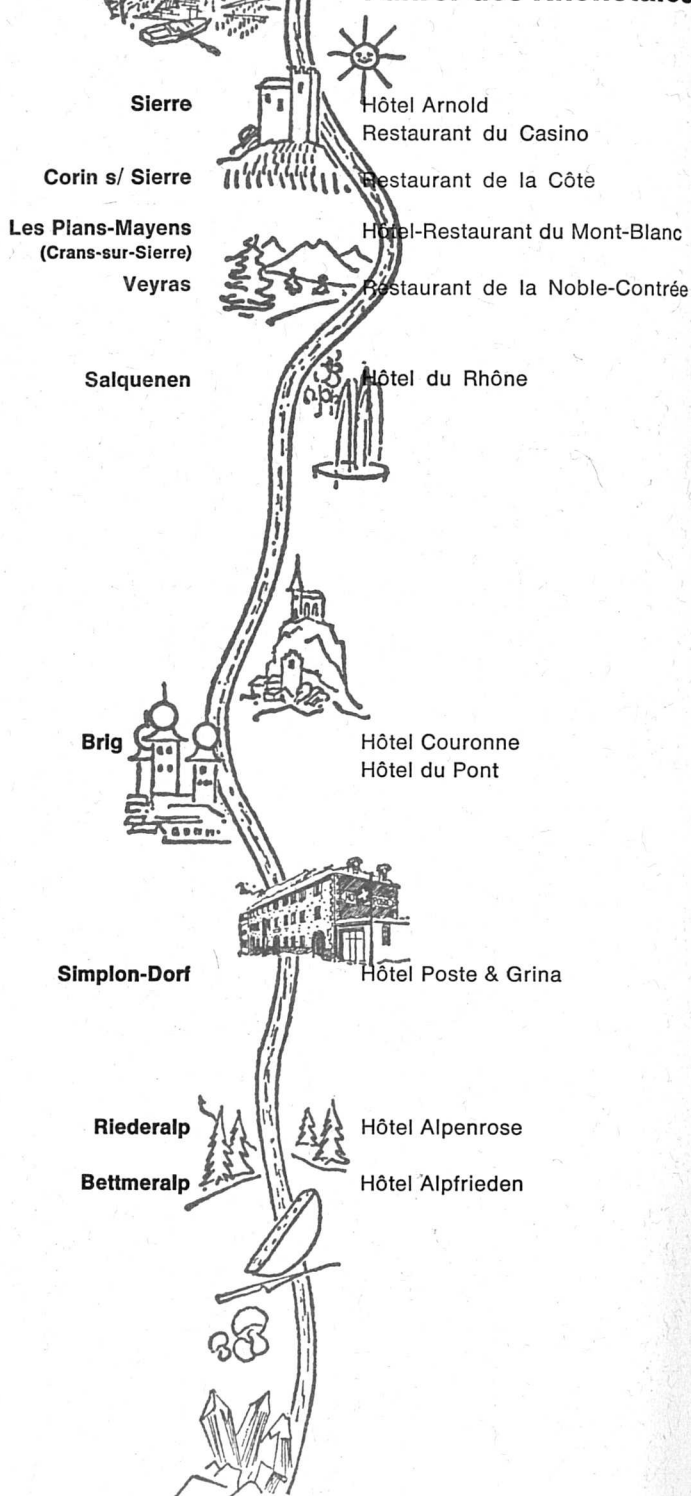 Sierre Hôtel Arnold
Restaurant du Casino
Corin s/ Sierre Restaurant de la Côte
Les Plans-Mayens Hôtel-Restaurant du Mont-Blanc
(Crans-sur-Sierre)
Veyras Restaurant de la Noble-Contrée
Salquenen Hôtel du Rhône
Brig Hôtel Couronne
Hôtel du Pont
Simplon-Dorf Hôtel Poste & Grina
Riederalp Hôtel Alpenrose
Bettmeralp Hôtel Alpfrieden